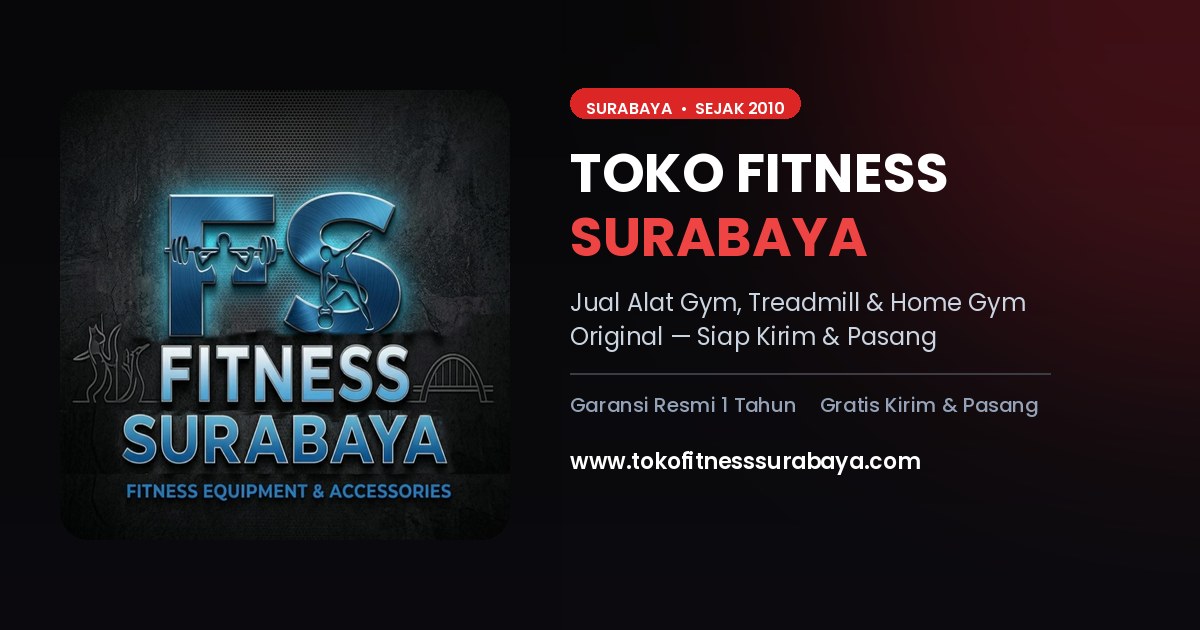 FS
FITNESS
SURABAYA
FITNESS EQUIPMENT & ACCESSORIES
SURABAYA • SEJAK 2010
TOKO FITNESS
SURABAYA
Jual Alat Gym, Treadmill & Home Gym
Original — Siap Kirim & Pasang
Garansi Resmi 1 Tahun Gratis Kirim & Pasang
www.tokofitnesssurabaya.com